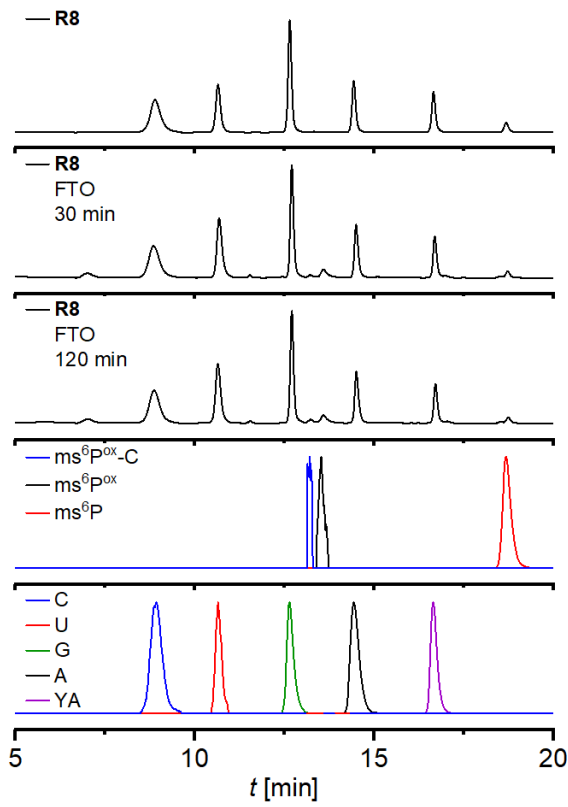 R8
R8
FTO
30 min
R8
FTO
120 min
ms⁶Pᵒˣ-C
ms⁶Pᵒˣ
ms⁶P
C
U
G
A
YA
5 10 15 20
t [min]